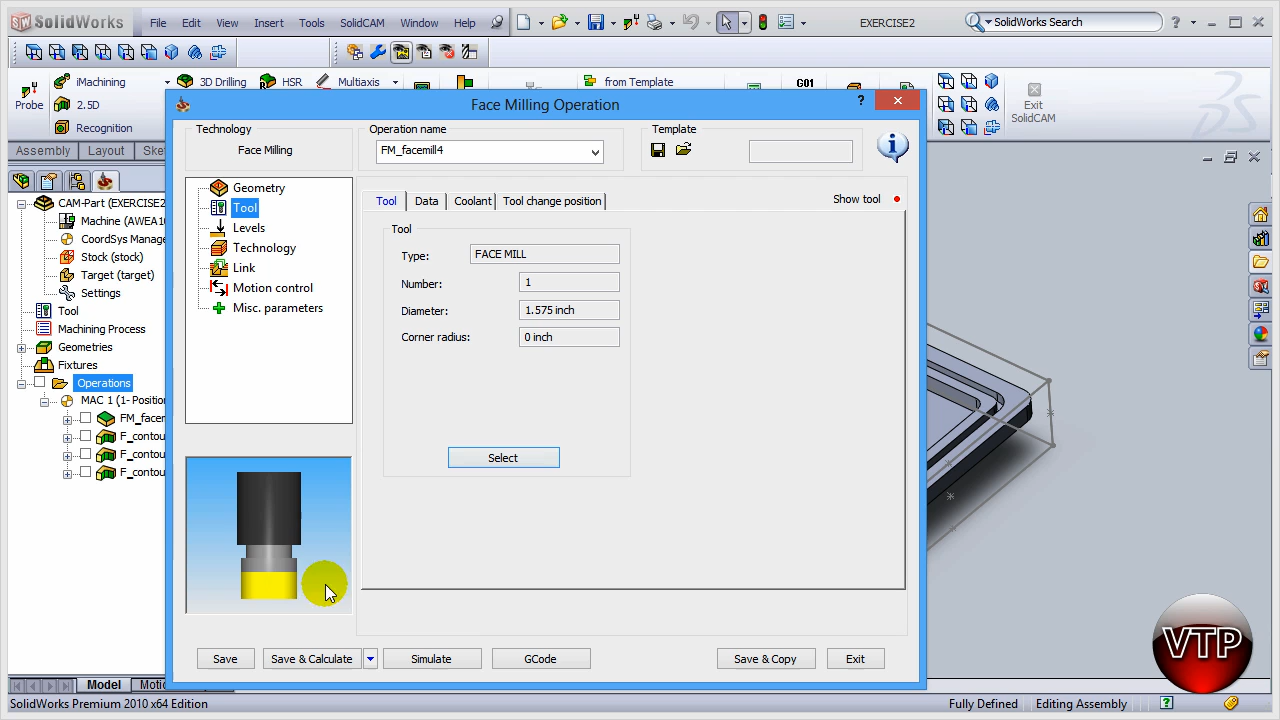 SolidWorks File Edit View Insert Tools SolidCAM Window Help EXERCISE2 SolidWorks Search ?
iMachining 3D Drilling HSR Multiaxis from Template G01
Probe 2.5D Exit SolidCAM
Recognition
Assembly Layout
Face Milling Operation ?
Technology
Face Milling
Operation name
FM_facemill4
Template
CAM-Part (EXERCISE2
Machine (AWEA10
CoordSys Manage
Stock (stock)
Target (target)
Settings
Tool
Machining Process
Geometries
Fixtures
Operations
MAC 1 (1- Position
FM_facem
F_contou
F_contou
F_contou
Geometry
Tool
Levels
Technology
Link
Motion control
Misc. parameters
Tool Data Coolant Tool change position Show tool
Tool
Type: FACE MILL
Number: 1
Diameter: 1.575 inch
Corner radius: 0 inch
Select
Save Save & Calculate Simulate GCode Save & Copy Exit
VTP
Model Motio
SolidWorks Premium 2010 x64 Edition Fully Defined Editing Assembly ?